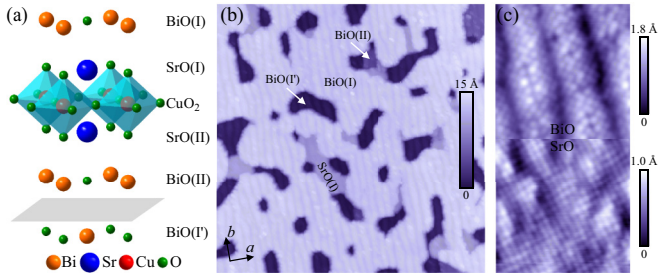 (a)
BiO(I)
SrO(I)
CuO₂
SrO(II)
BiO(II)
BiO(I')
Bi Sr Cu O
(b)
BiO(II)
BiO(I')
BiO(I)
SrO(I)
15 Å
0
b
a
(c)
BiO
SrO
1.8 Å
0
1.0 Å
0